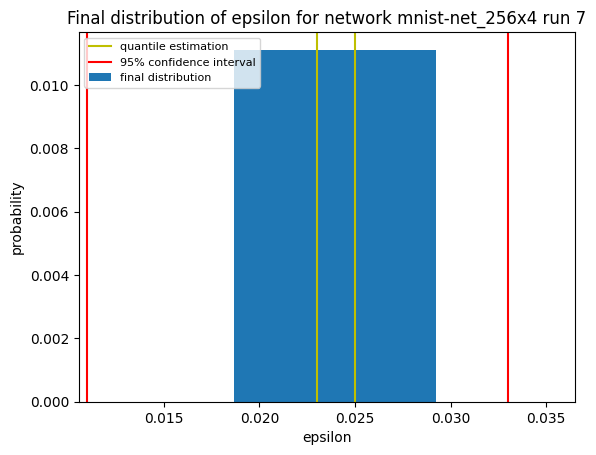 Final distribution of epsilon for network mnist-net_256x4 run 7
quantile estimation
95% confidence interval
final distribution
probability
0.010
0.008
0.006
0.004
0.002
0.000
0.015
0.020
0.025
0.030
0.035
epsilon